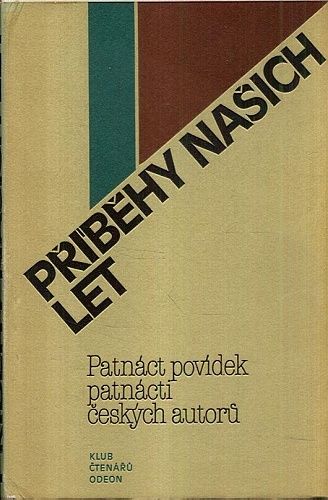 PŘÍBĚHY NAŠICH
LET
Patnáct povídek
patnácti
českých autorů
KLUB
ČTENÁŘŮ
ODEON